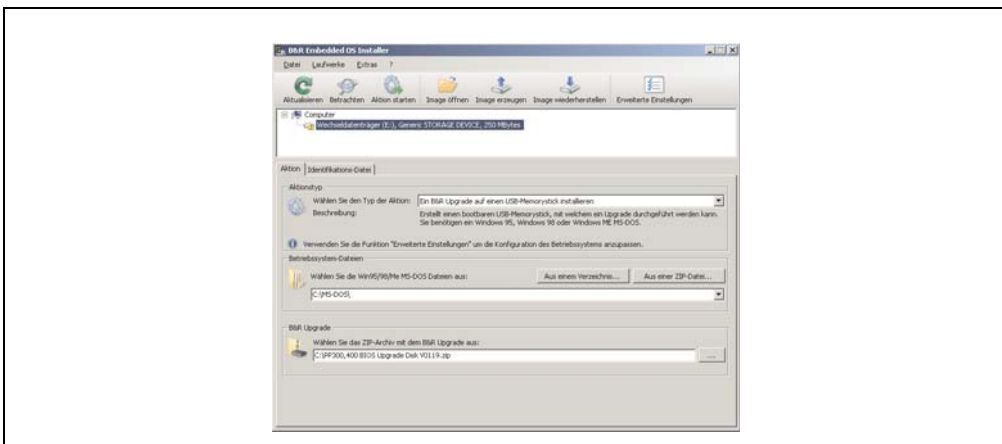 B&R Embedded OS Installer
Datei Laufwerke Extras ?
Aktualisieren Betrachten Aktion starten Image öffnen Image erzeugen Image wiederherstellen Erweiterte Einstellungen
Computer
Wechseldatenträger (E:), Generic STORAGE DEVICE, 250 MBytes
Aktion Identifikations-Datei
Aktionstyp
Wählen Sie den Typ der Aktion: Ein B&R Upgrade auf einen USB-Memorystick installieren
Beschreibung: Erstellt einen bootbaren USB-Memorystick, mit welchem ein Upgrade durchgeführt werden kann.
Sie benötigen ein Windows 95, Windows 98 oder Windows ME MS-DOS.
Verwenden Sie die Funktion "Erweiterte Einstellungen" um die Konfiguration des Betriebssystems anzupassen.
Betriebssystem-Dateien
Wählen Sie die Win95/98/Me MS-DOS Dateien aus: Aus einem Verzeichnis... Aus einer ZIP-Datei...
C:\MS-DOS\
B&R Upgrade
Wählen Sie das ZIP-Archiv mit dem B&R Upgrade aus:
C:\PP300,400 BIOS Upgrade Disk V0119.zip ...